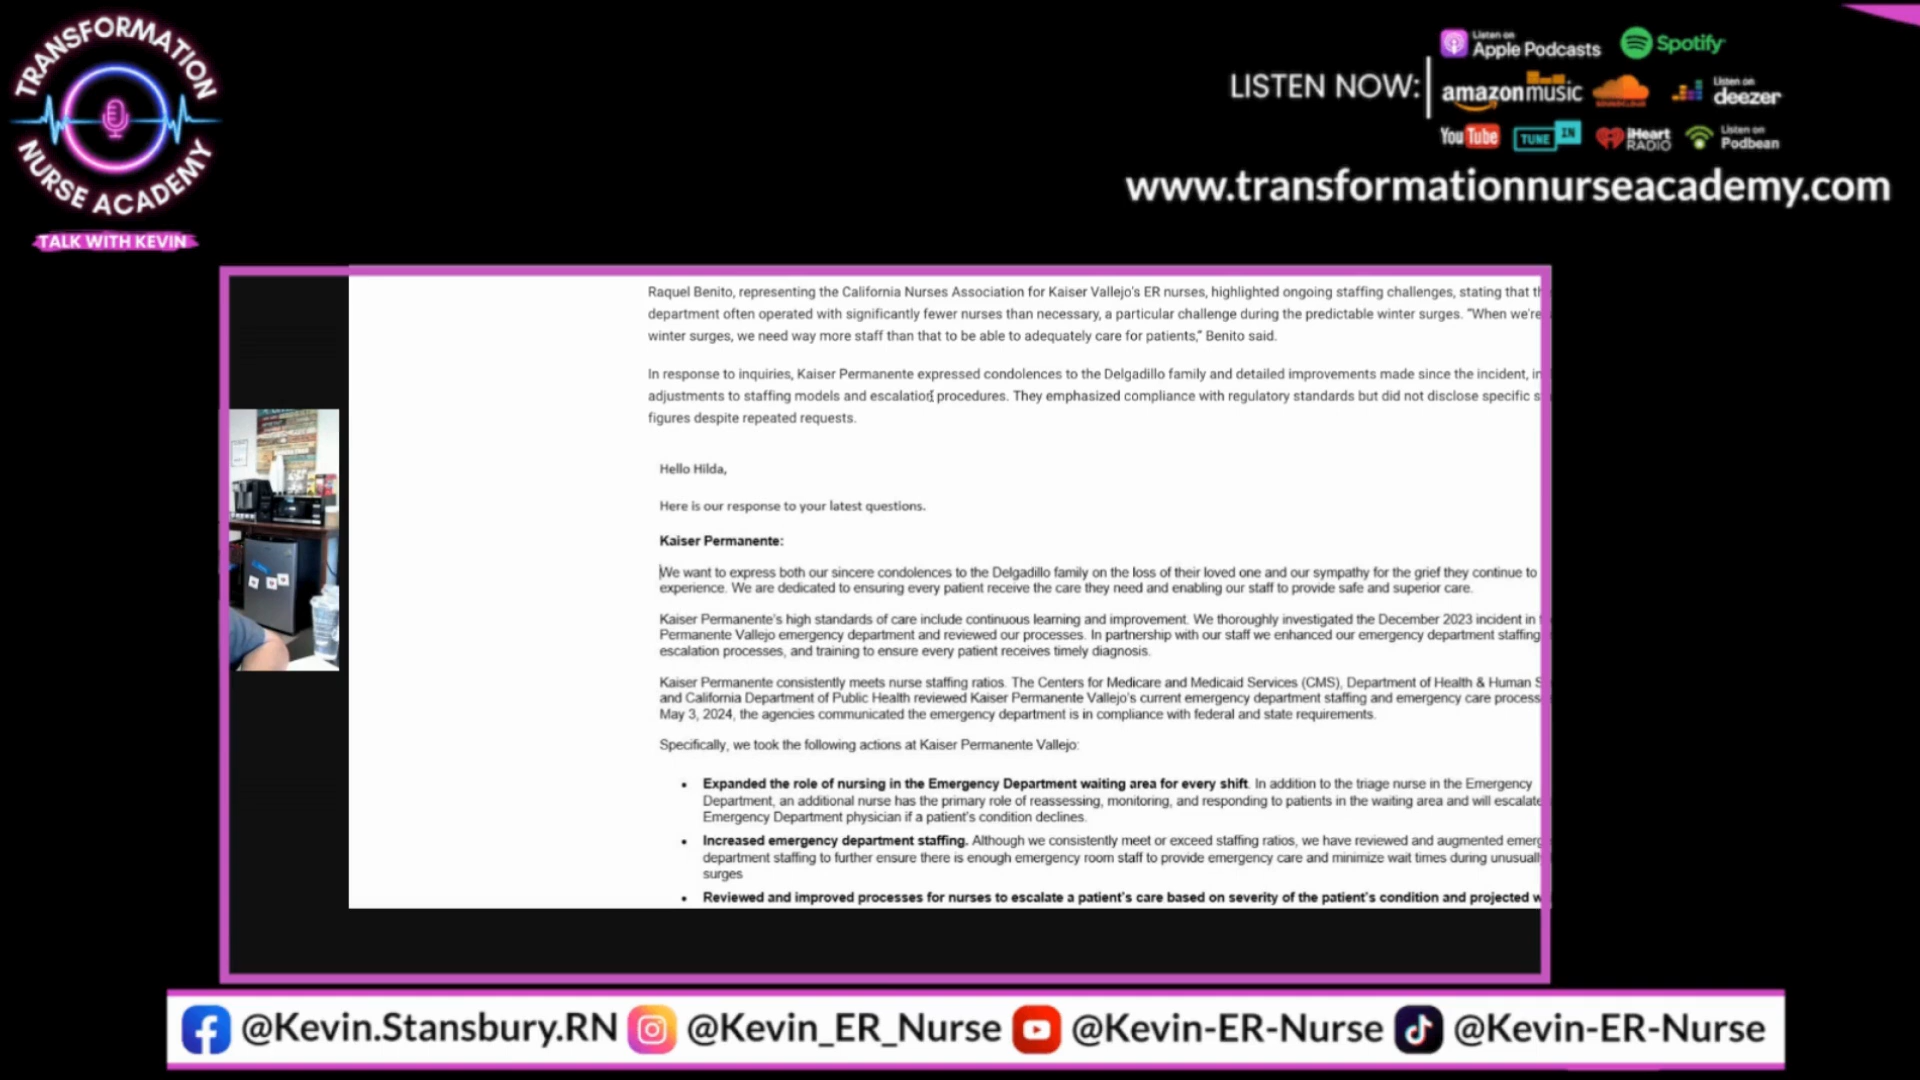 TRANSFORMATION
NURSE ACADEMY
TALK WITH KEVIN
LISTEN NOW:
Listen on
Apple Podcasts
Spotify
amazon music
SOUNDCLOUD
Listen on
deezer
YouTube
TUNE IN
iHeart
RADIO
Listen on
Podbean
www.transformationnurseacademy.com
Raquel Benito, representing the California Nurses Association for Kaiser Vallejo's ER nurses, highlighted ongoing staffing challenges, stating that
department often operated with significantly fewer nurses than necessary, a particular challenge during the predictable winter surges. "When we're
winter surges, we need way more staff than that to be able to adequately care for patients," Benito said.
In response to inquiries, Kaiser Permanente expressed condolences to the Delgadillo family and detailed improvements made since the incident,
adjustments to staffing models and escalation procedures. They emphasized compliance with regulatory standards but did not disclose specific
figures despite repeated requests.
Hello Hilda,
Here is our response to your latest questions.
Kaiser Permanente:
We want to express both our sincere condolences to the Delgadillo family on the loss of their loved one and our sympathy for the grief they continue to
experience. We are dedicated to ensuring every patient receive the care they need and enabling our staff to provide safe and superior care.
Kaiser Permanente's high standards of care include continuous learning and improvement. We thoroughly investigated the December 2023 incident in
Permanente Vallejo emergency department and reviewed our processes. In partnership with our staff we enhanced our emergency department staffing
escalation processes, and training to ensure every patient receives timely diagnosis.
Kaiser Permanente consistently meets nurse staffing ratios. The Centers for Medicare and Medicaid Services (CMS), Department of Health & Human
and California Department of Public Health reviewed Kaiser Permanente Vallejo's current emergency department staffing and emergency care
May 3, 2024, the agencies communicated the emergency department is in compliance with federal and state requirements.
Specifically, we took the following actions at Kaiser Permanente Vallejo:
• Expanded the role of nursing in the Emergency Department waiting area for every shift. In addition to the triage nurse in the Emergency
Department, an additional nurse has the primary role of reassessing, monitoring, and responding to patients in the waiting area and will escalate
Emergency Department physician if a patient's condition declines.
• Increased emergency department staffing. Although we consistently meet or exceed staffing ratios, we have reviewed and augmented
department staffing to further ensure there is enough emergency room staff to provide emergency care and minimize wait times during
surges
• Reviewed and improved processes for nurses to escalate a patient's care based on severity of the patient's condition and projected
@Kevin.Stansbury.RN @Kevin_ER_Nurse @Kevin-ER-Nurse @Kevin-ER-Nurse